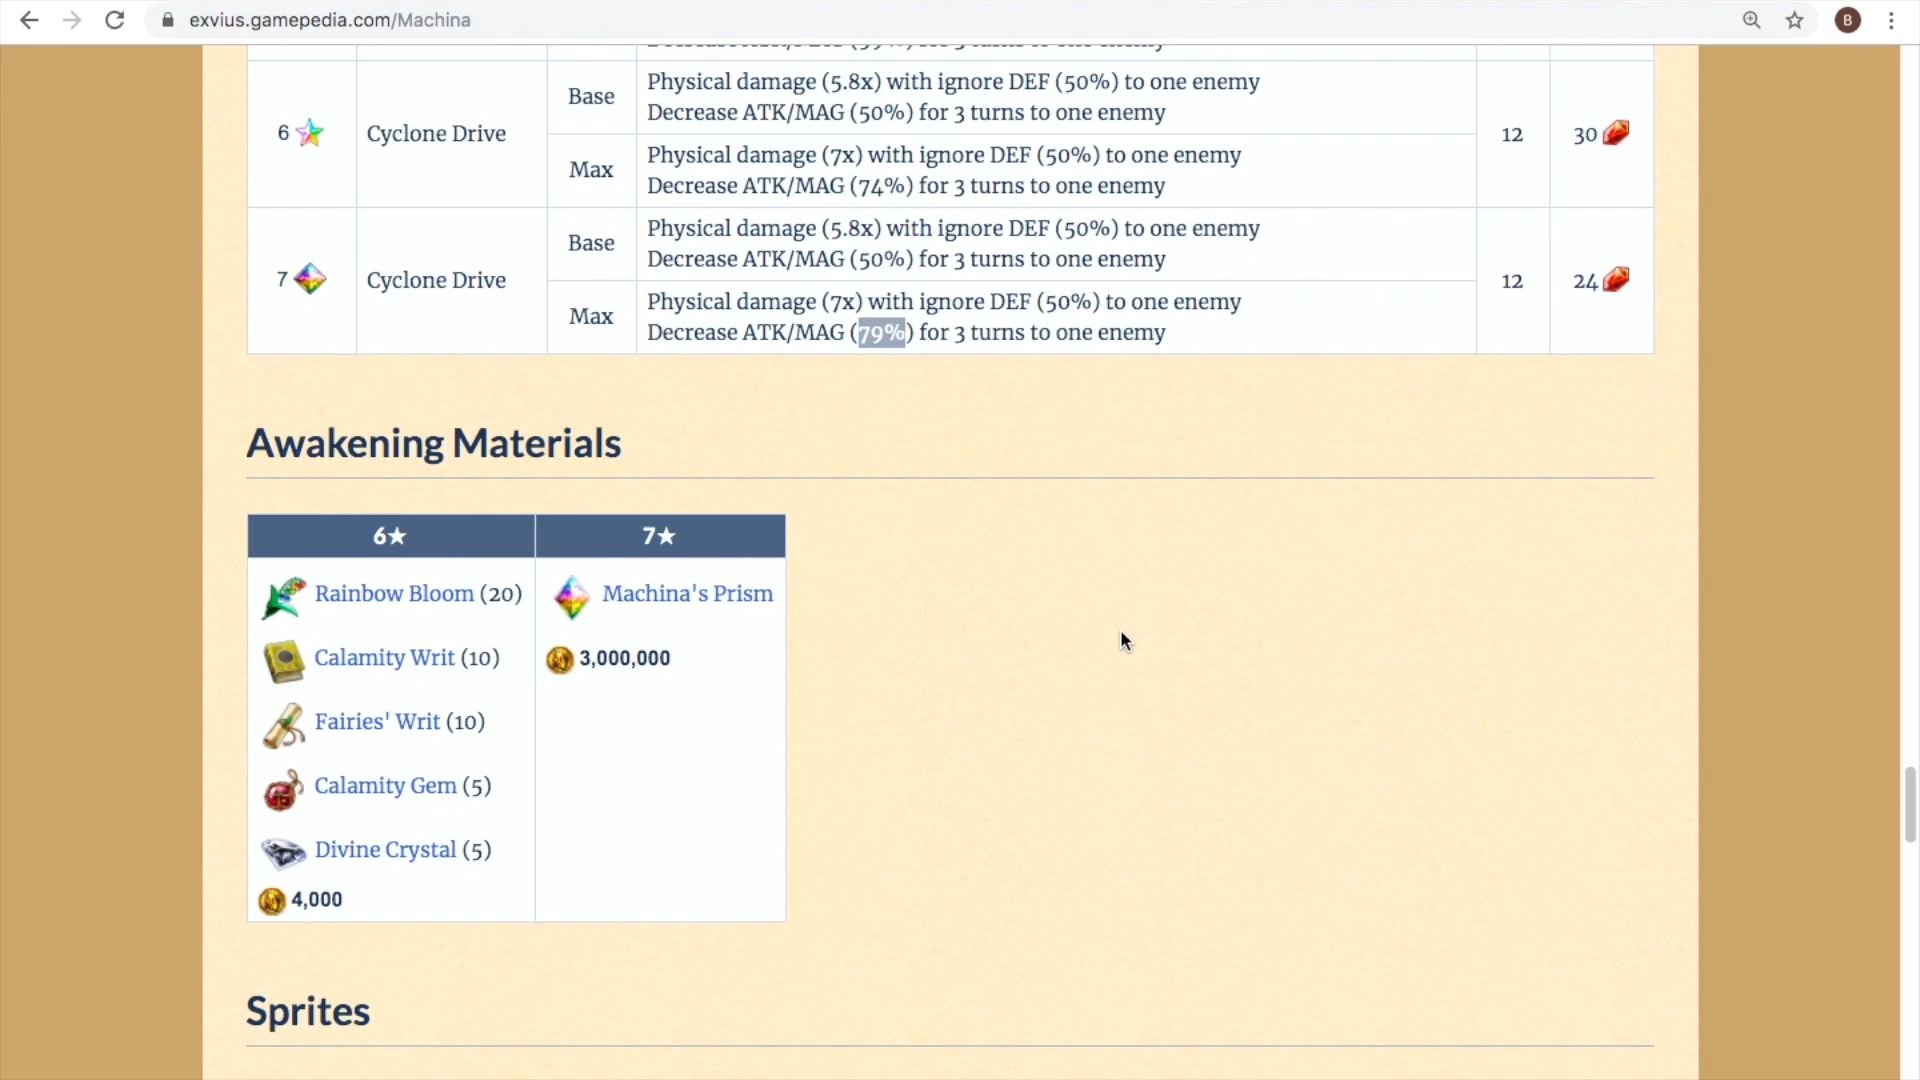 exvius.gamepedia.com/Machina
B
6
Cyclone Drive
Base
Physical damage (5.8x) with ignore DEF (50%) to one enemy
Decrease ATK/MAG (50%) for 3 turns to one enemy
Max
Physical damage (7x) with ignore DEF (50%) to one enemy
Decrease ATK/MAG (74%) for 3 turns to one enemy
12
30
7
Cyclone Drive
Base
Physical damage (5.8x) with ignore DEF (50%) to one enemy
Decrease ATK/MAG (50%) for 3 turns to one enemy
Max
Physical damage (7x) with ignore DEF (50%) to one enemy
Decrease ATK/MAG (79%) for 3 turns to one enemy
12
24
Awakening Materials
6★
7★
Rainbow Bloom (20)
Calamity Writ (10)
Fairies' Writ (10)
Calamity Gem (5)
Divine Crystal (5)
4,000
Machina's Prism
3,000,000
Sprites